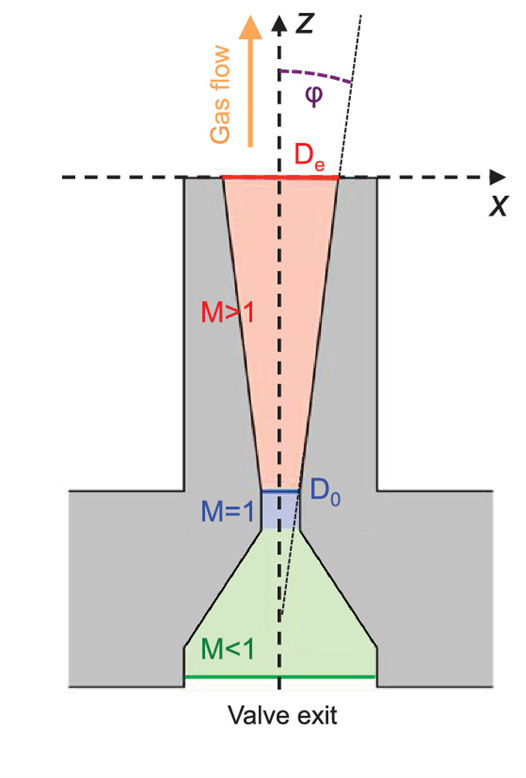 Z
Gas flow
φ
Dₑ
X
M>1
D₀
M=1
M<1
Valve exit